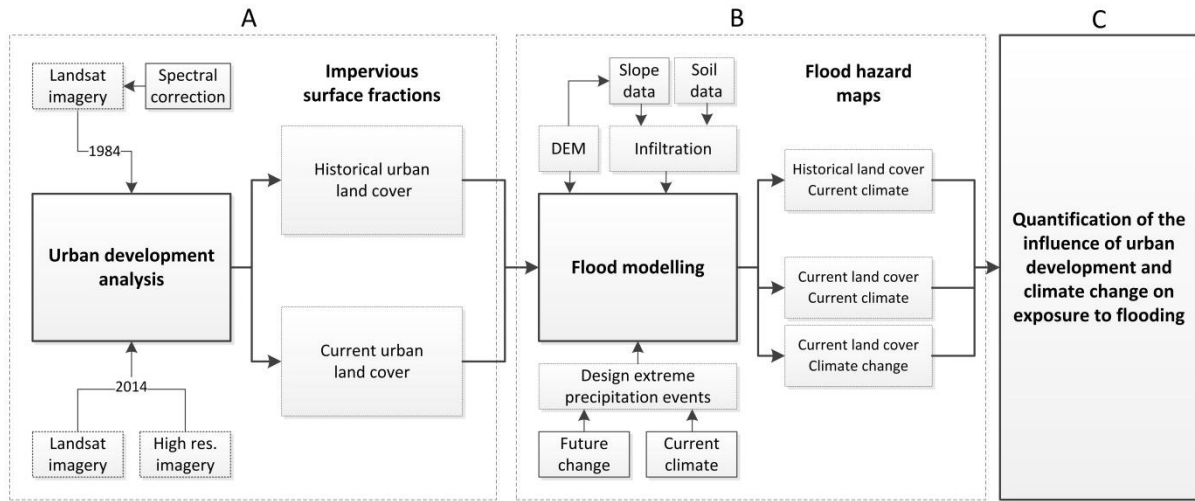 A
B
C
Landsat
imagery
Spectral
correction
Impervious
surface fractions
1984
Historical urban
land cover
Urban development
analysis
Current urban
land cover
2014
Landsat
imagery
High res.
imagery
Slope
data
Soil
data
Flood hazard
maps
DEM
Infiltration
Historical land cover
Current climate
Flood modelling
Current land cover
Current climate
Current land cover
Climate change
Design extreme
precipitation events
Future
change
Current
climate
Quantification of the
influence of urban
development and
climate change on
exposure to flooding